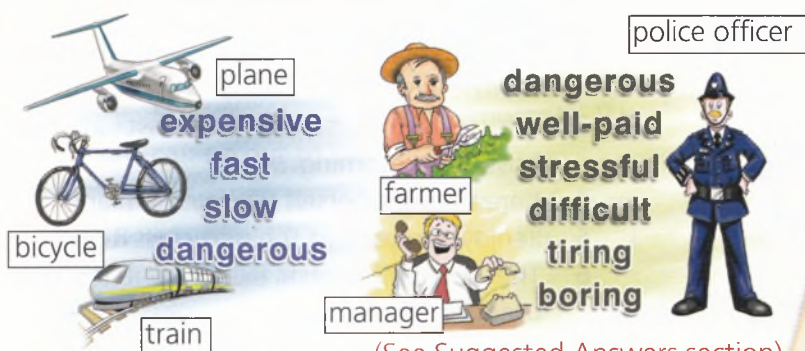 plane
expensive
fast
slow
dangerous
bicycle
train
police officer
dangerous
well-paid
stressful
difficult
tiring
boring
farmer
manager
(See Suggested Answers section)